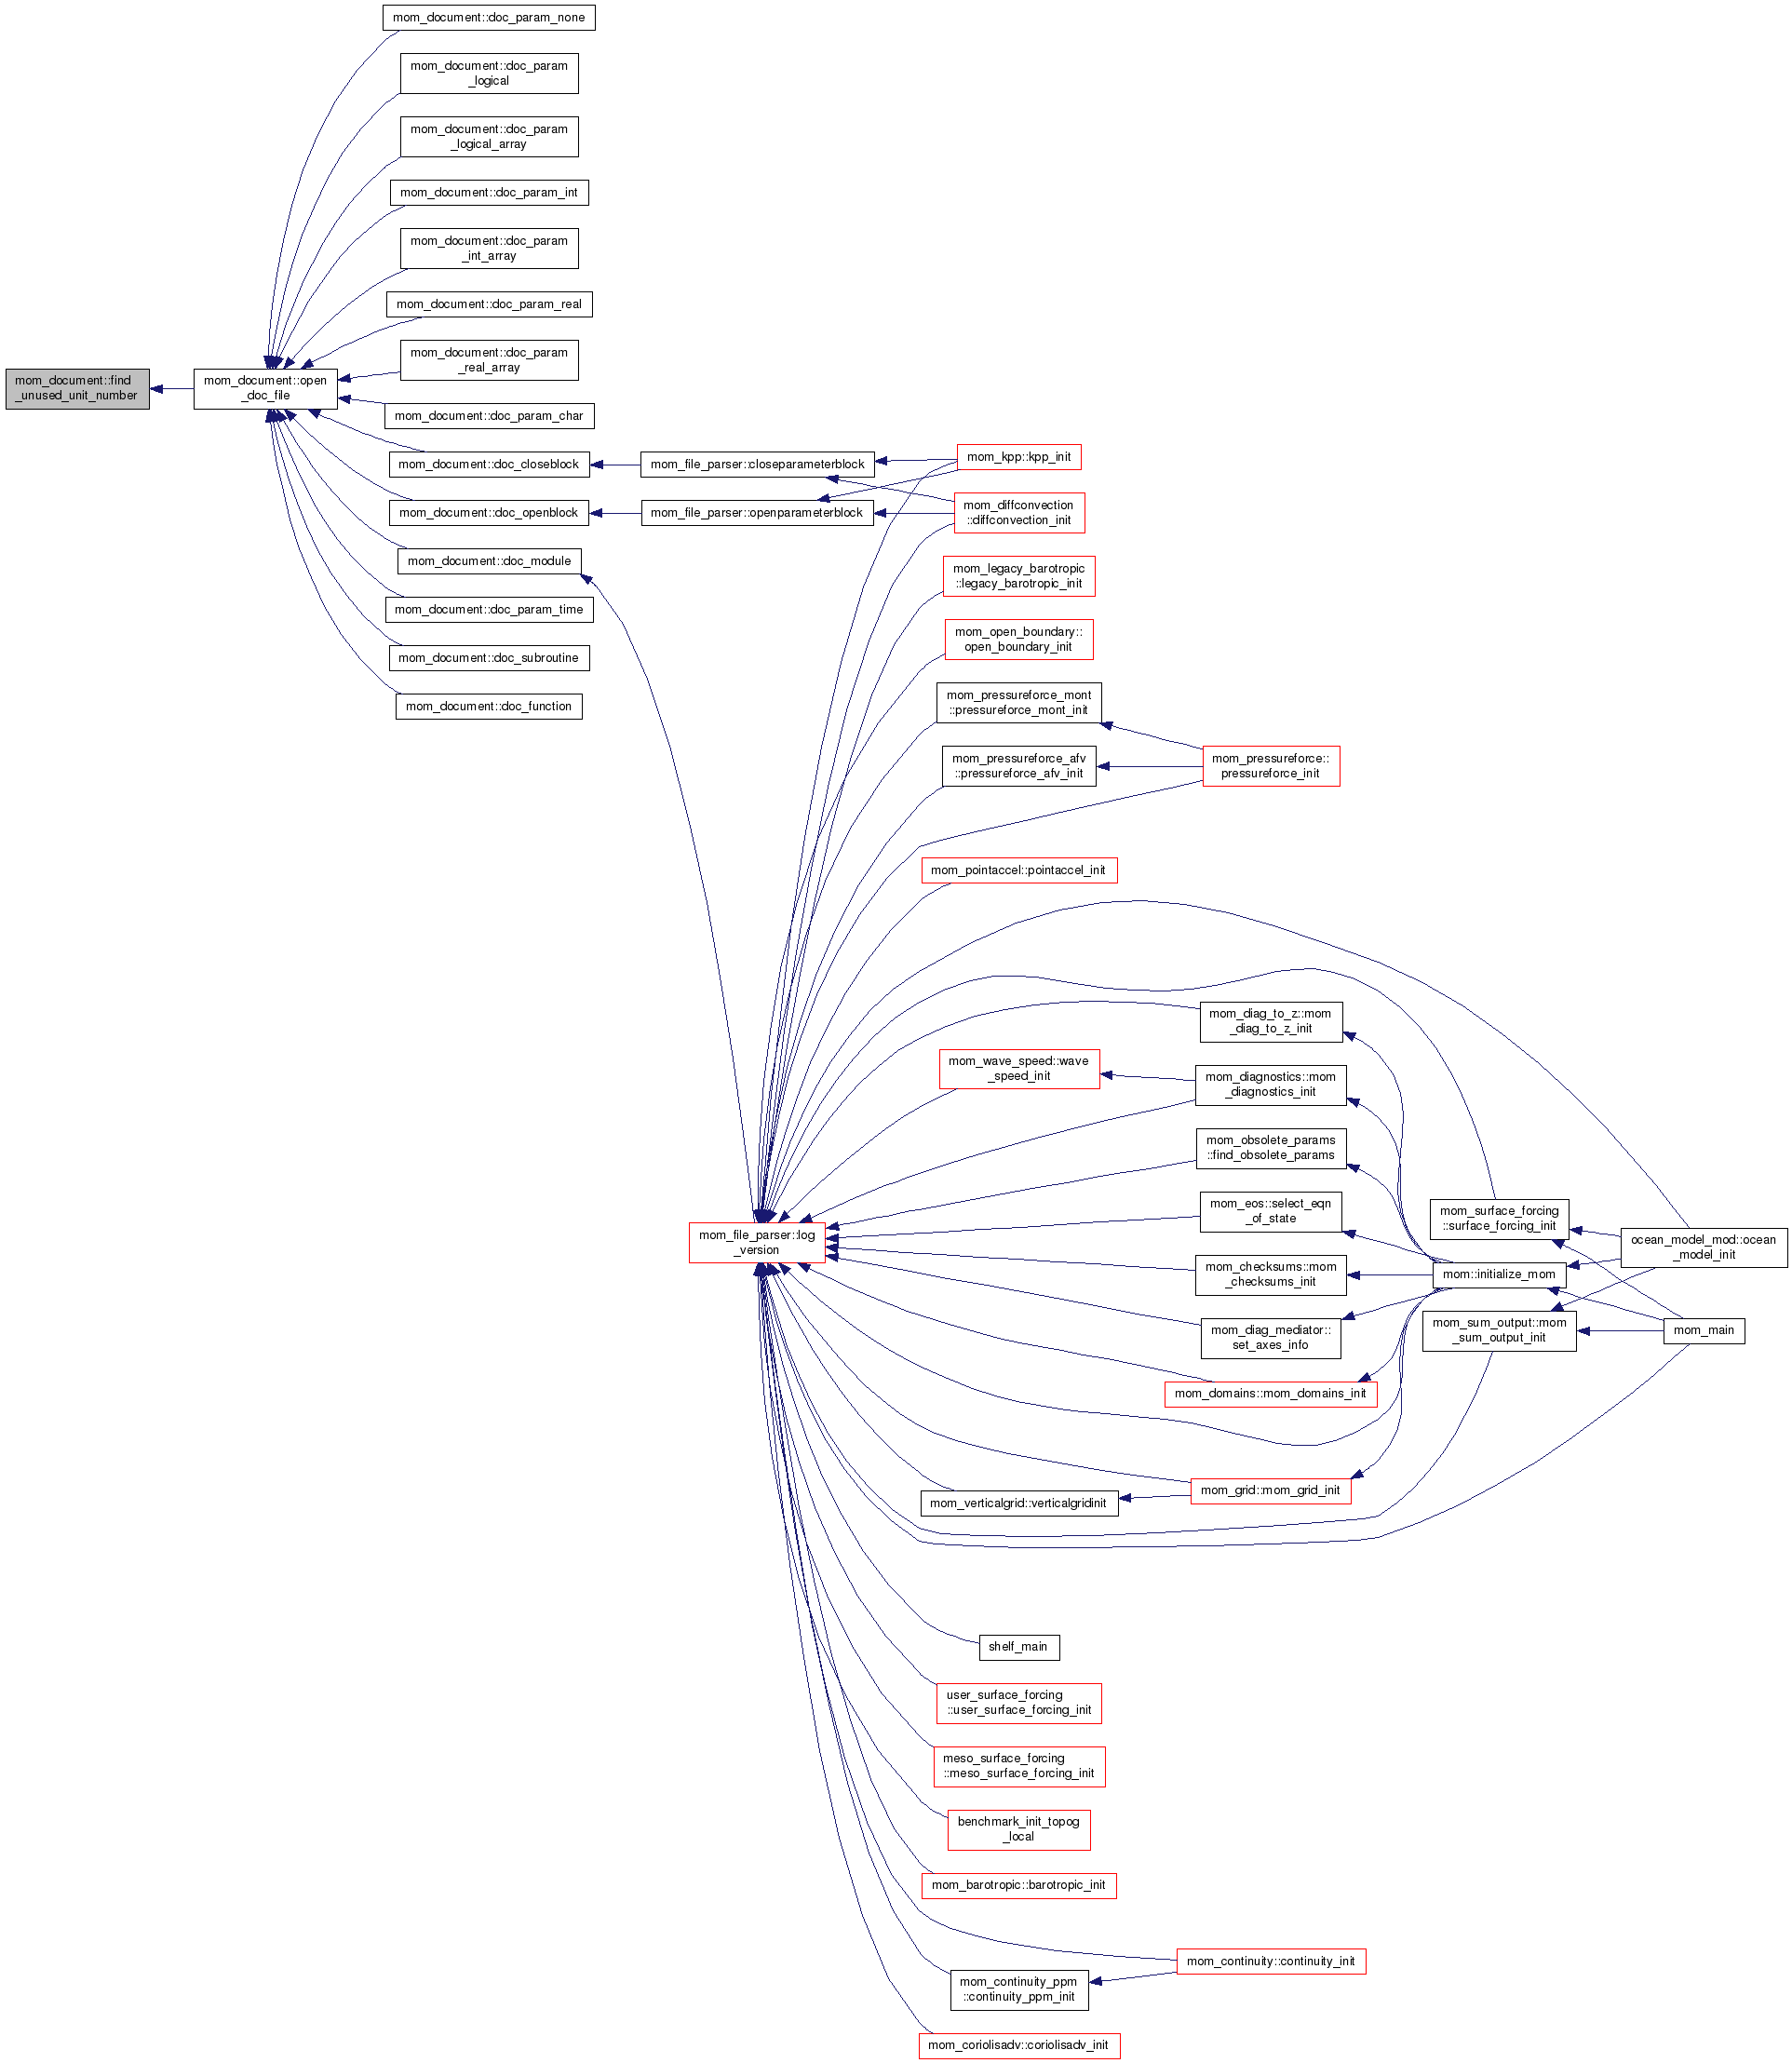 mom_document::doc_param_none
mom_document::doc_param
_logical
mom_document::doc_param
_logical_array
mom_document::doc_param_int
mom_document::doc_param
_int_array
mom_document::doc_param_real
mom_document::doc_param
_real_array
mom_document::find
_unused_unit_number
mom_document::open
_doc_file
mom_document::doc_param_char
mom_document::doc_closeblock
mom_file_parser::closeparameterblock
mom_kpp::kpp_init
mom_document::doc_openblock
mom_file_parser::openparameterblock
mom_diffconvection
::diffconvection_init
mom_document::doc_module
mom_legacy_barotropic
::legacy_barotropic_init
mom_document::doc_param_time
mom_open_boundary::
open_boundary_init
mom_document::doc_subroutine
mom_document::doc_function
mom_pressureforce_mont
::pressureforce_mont_init
mom_pressureforce_afv
::pressureforce_afv_init
mom_pressureforce::
pressureforce_init
mom_pointaccel::pointaccel_init
mom_diag_to_z::mom
_diag_to_z_init
mom_wave_speed::wave
_speed_init
mom_diagnostics::mom
_diagnostics_init
mom_obsolete_params
::find_obsolete_params
mom_eos::select_eqn
_of_state
mom_surface_forcing
::surface_forcing_init
mom_file_parser::log
_version
ocean_model_mod::ocean
_model_init
mom_checksums::mom
_checksums_init
mom::initialize_mom
mom_diag_mediator::
set_axes_info
mom_sum_output::mom
_sum_output_init
mom_main
mom_domains::mom_domains_init
mom_grid::mom_grid_init
mom_verticalgrid::verticalgridinit
shelf_main
user_surface_forcing
::user_surface_forcing_init
meso_surface_forcing
::meso_surface_forcing_init
benchmark_init_topog
_local
mom_barotropic::barotropic_init
mom_continuity::continuity_init
mom_continuity_ppm
::continuity_ppm_init
mom_coriolisadv::coriolisadv_init